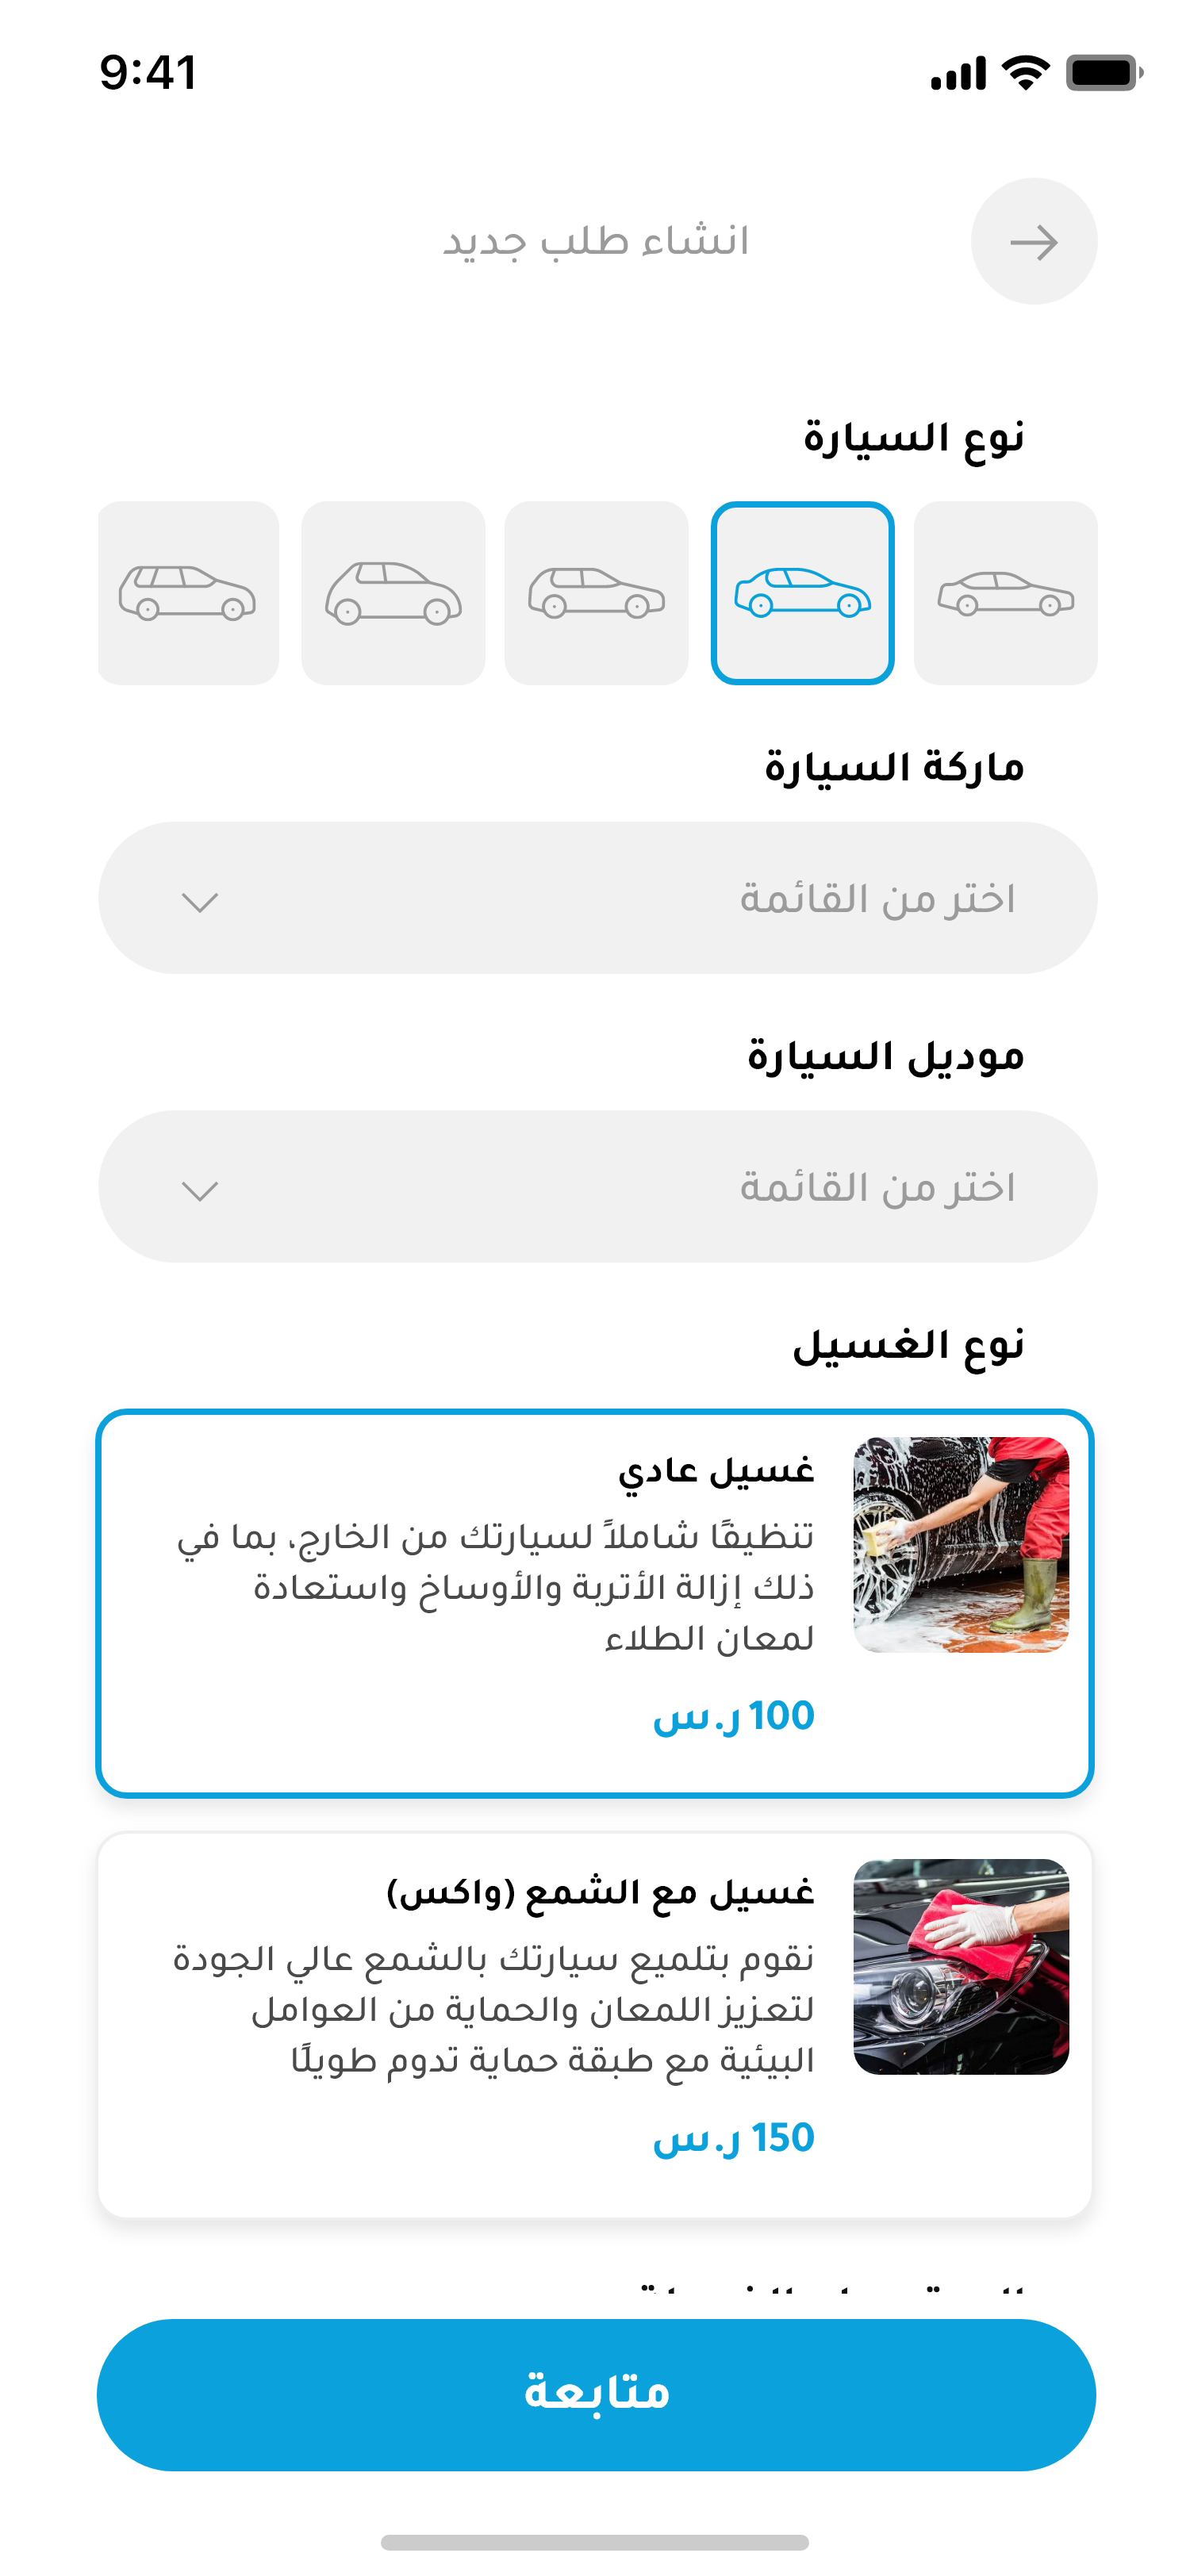 9:41
انشاء طلب جديد
نوع السيارة
ماركة السيارة
اختر من القائمة
موديل السيارة
اختر من القائمة
نوع الغسيل
غسيل عادي
تنظيفًا شاملاً لسيارتك من الخارج، بما في
ذلك إزالة الأتربة والأوساخ واستعادة
لمعان الطلاء
100 ر.س
غسيل مع الشمع (واكس)
نقوم بتلميع سيارتك بالشمع عالي الجودة
لتعزيز اللمعان والحماية من العوامل
البيئية مع طبقة حماية تدوم طويلًا
150 ر.س
متابعة